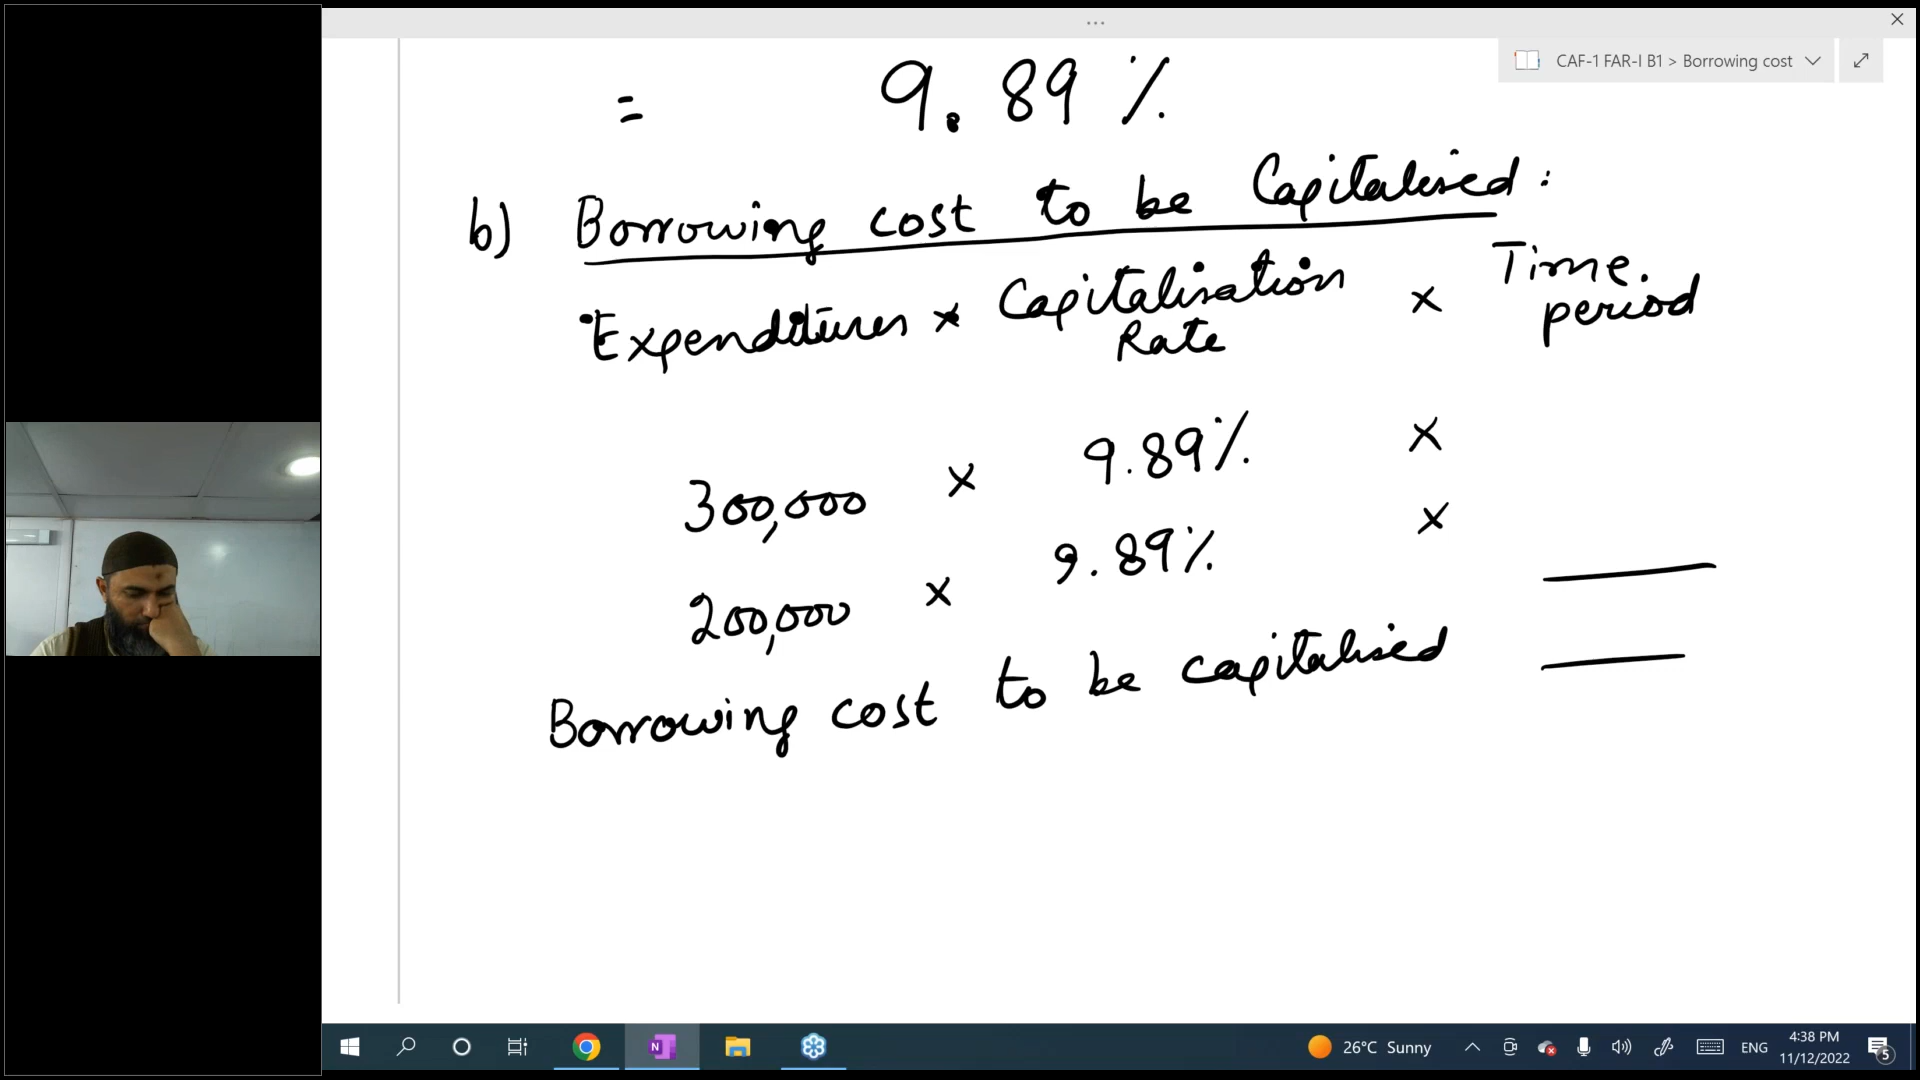 CAF-1 FAR-I B1 > Borrowing cost
= 9.89%
b) Borrowing cost to be Capitalised:
Expenditures × Capitalisation Rate × Time period
300,000 × 9.89% ×
200,000 × 9.89% ×
Borrowing cost to be capitalised
26°C Sunny
ENG
4:38 PM
11/12/2022
5